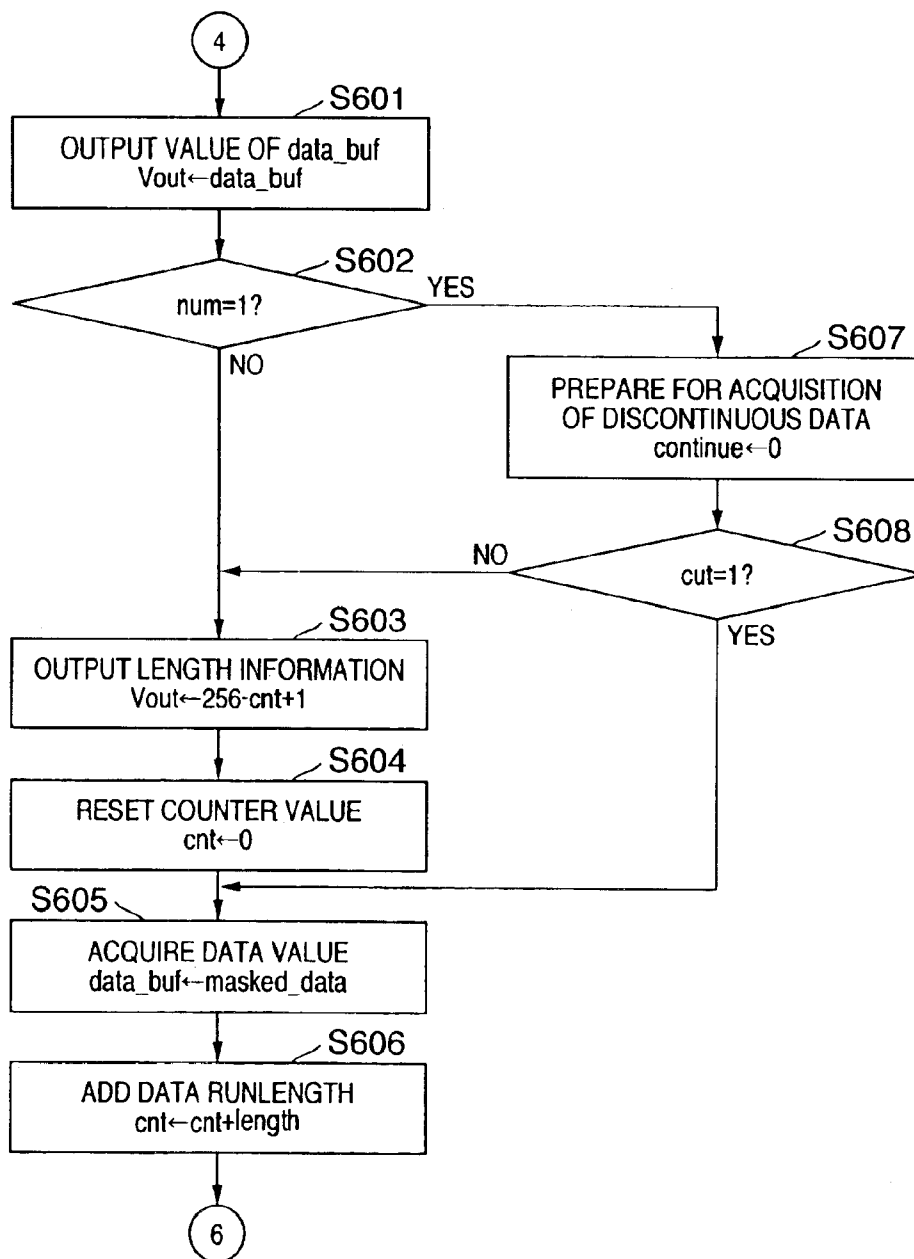 4
S601
OUTPUT VALUE OF data_buf
Vout←data_buf
S602
num=1?
YES
NO
S607
PREPARE FOR ACQUISITION
OF DISCONTINUOUS DATA
continue←0
S608
cut=1?
NO
YES
S603
OUTPUT LENGTH INFORMATION
Vout←256-cnt+1
S604
RESET COUNTER VALUE
cnt←0
S605
ACQUIRE DATA VALUE
data_buf←masked_data
S606
ADD DATA RUNLENGTH
cnt←cnt+length
6